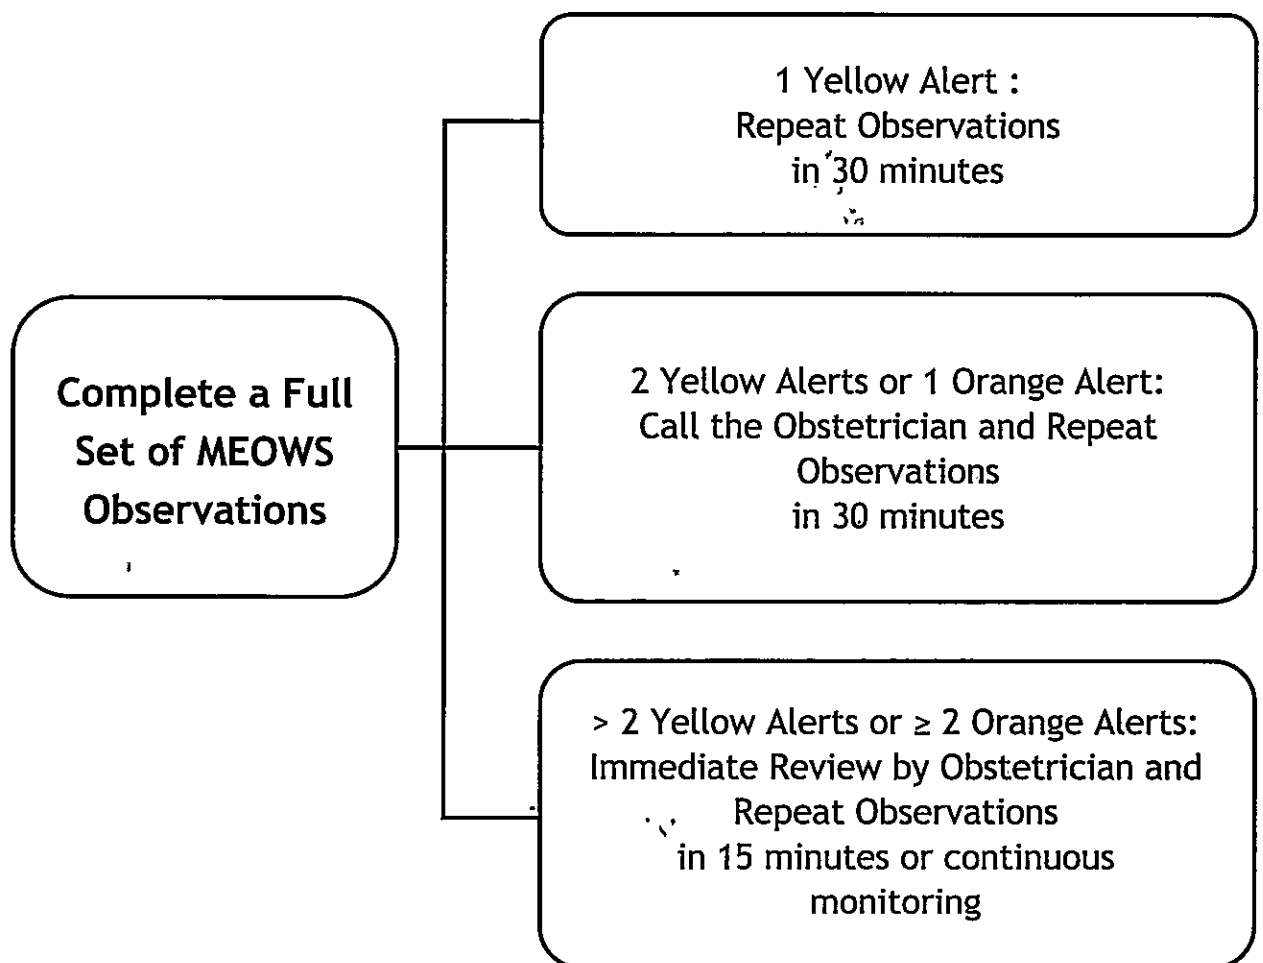 Complete a Full
Set of MEOWS
Observations
1 Yellow Alert :
Repeat Observations
in 30 minutes
2 Yellow Alerts or 1 Orange Alert:
Call the Obstetrician and Repeat
Observations
in 30 minutes
> 2 Yellow Alerts or ≥ 2 Orange Alerts:
Immediate Review by Obstetrician and
Repeat Observations
in 15 minutes or continuous
monitoring